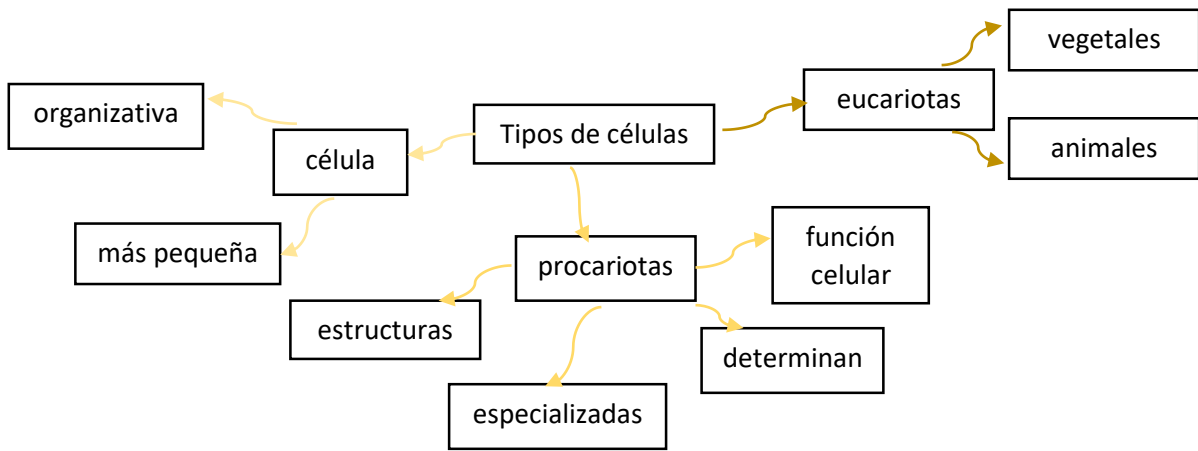 vegetales
eucariotas
organizativa
Tipos de células
célula
animales
más pequeña
procariotas
función
celular
estructuras
determinan
especializadas